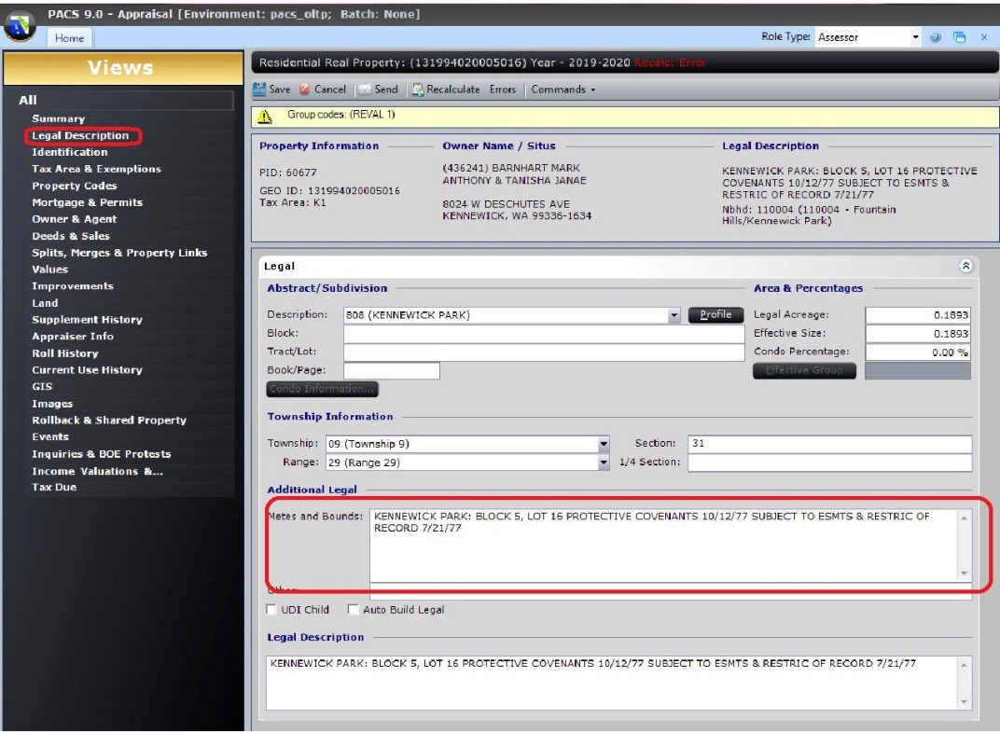 PACS 9.0 - Appraisal [Environment: pacs_oltp; Batch: None]
Home
Role Type: Assessor
Views
All
Summary
Legal Description
Identification
Tax Area & Exemptions
Property Codes
Mortgage & Permits
Owner & Agent
Deeds & Sales
Splits, Merges & Property Links
Values
Improvements
Land
Supplement History
Appraiser Info
Roll History
Current Use History
GIS
Images
Rollback & Shared Property
Events
Inquiries & BOE Protests
Income Valuations &...
Tax Due
Residential Real Property: (131994020005016) Year - 2019-2020 Recalc: Error
Save Cancel Send Recalculate Errors Commands
Group codes: (REVAL 1)
Property Information
PID: 60677
GEO ID: 131994020005016
Tax Area: K1
Owner Name / Situs
(436241) BARNHART MARK
ANTHONY & TANISHA JANAE
8024 W DESCHUTES AVE
KENNEWICK, WA 99336-1634
Legal Description
KENNEWICK PARK: BLOCK 5, LOT 16 PROTECTIVE
COVENANTS 10/12/77 SUBJECT TO ESMTS &
RESTRIC OF RECORD 7/21/77
Nbhd: 110004 (110004 - Fountain
Hills/Kennewick Park)
Legal
Abstract/Subdivision
Description: 808 (KENNEWICK PARK) Profile
Block:
Tract/Lot:
Book/Page:
Condo Information...
Area & Percentages
Legal Acreage: 0.1893
Effective Size: 0.1893
Condo Percentage: 0.00 %
Effective Group
Township Information
Township: 09 (Township 9) Section: 31
Range: 29 (Range 29) 1/4 Section:
Additional Legal
Metes and Bounds: KENNEWICK PARK: BLOCK 5, LOT 16 PROTECTIVE COVENANTS 10/12/77 SUBJECT TO ESMTS & RESTRIC OF
RECORD 7/21/77
Other:
UDI Child Auto Build Legal
Legal Description
KENNEWICK PARK: BLOCK 5, LOT 16 PROTECTIVE COVENANTS 10/12/77 SUBJECT TO ESMTS & RESTRIC OF RECORD 7/21/77